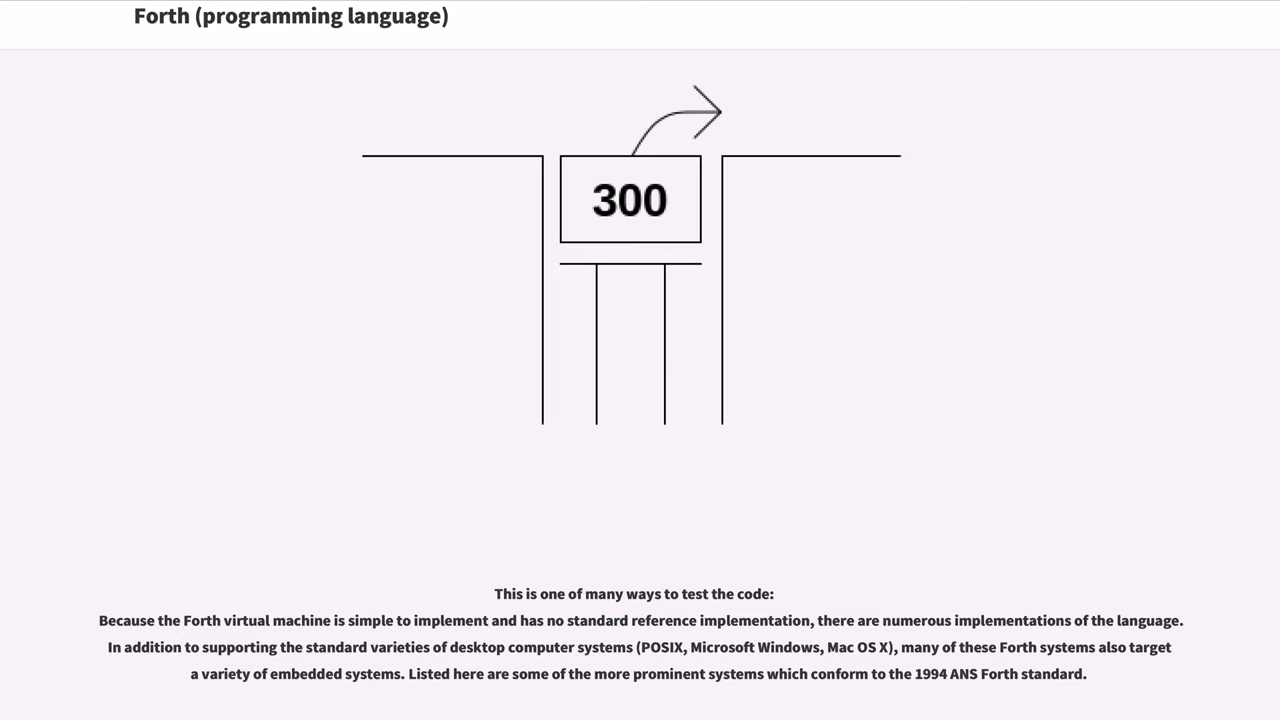 Forth (programming language)
300
This is one of many ways to test the code:
Because the Forth virtual machine is simple to implement and has no standard reference implementation, there are numerous implementations of the language.
In addition to supporting the standard varieties of desktop computer systems (POSIX, Microsoft Windows, Mac OS X), many of these Forth systems also target
a variety of embedded systems. Listed here are some of the more prominent systems which conform to the 1994 ANS Forth standard.